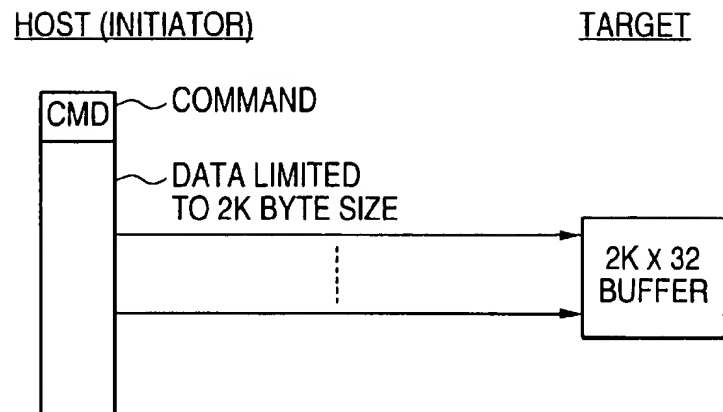 HOST (INITIATOR)
TARGET
CMD
COMMAND
DATA LIMITED
TO 2K BYTE SIZE
2K X 32
BUFFER